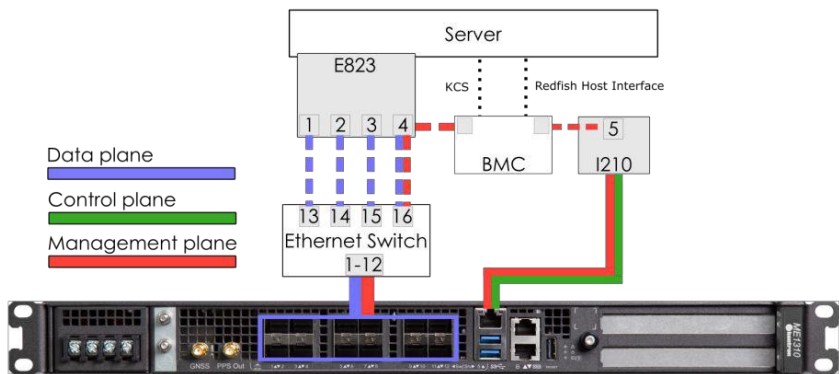 Server
E823
KCS
Redfish Host Interface
1 2 3 4
5
BMC
I210
Data plane
Control plane
Management plane
13 14 15 16
Ethernet Switch
1-12
ME1310
GNSS
PPS Out